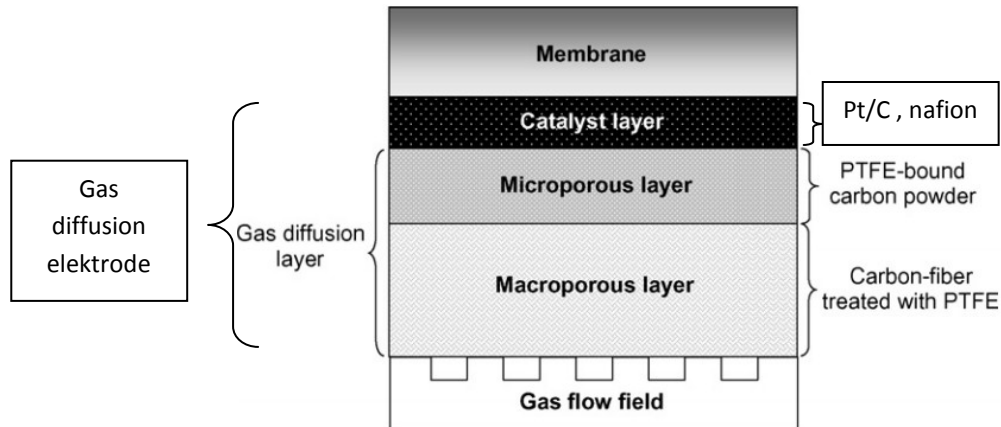 Membrane
Catalyst layer
Pt/C , nafion
Microporous layer
PTFE-bound
carbon powder
Gas
diffusion
elektrode
Gas diffusion
layer
Macroporous layer
Carbon-fiber
treated with PTFE
Gas flow field